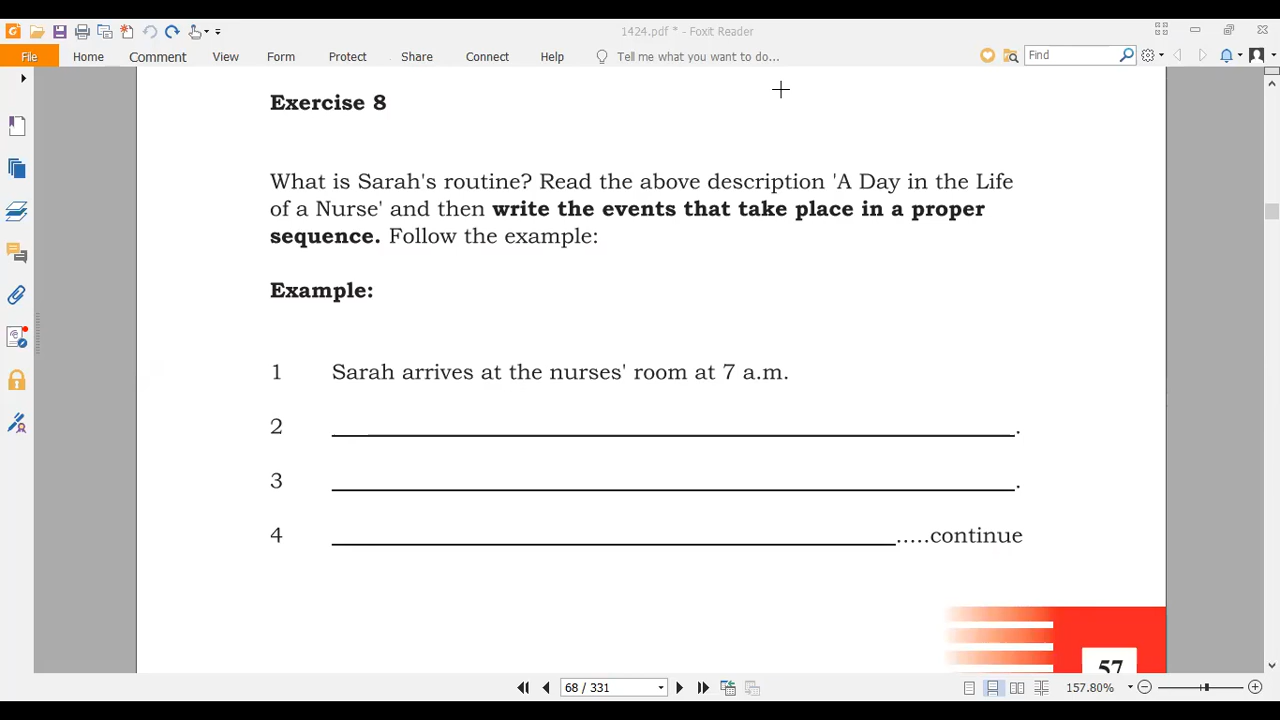 1424.pdf * - Foxit Reader
File Home Comment View Form Protect Share Connect Help Tell me what you want to do... Find
Exercise 8
What is Sarah's routine? Read the above description 'A Day in the Life
of a Nurse' and then write the events that take place in a proper
sequence. Follow the example:
Example:
1 Sarah arrives at the nurses' room at 7 a.m.
2 ___.
3 ___.
4 ___.....continue
57
68 / 331 157.80%